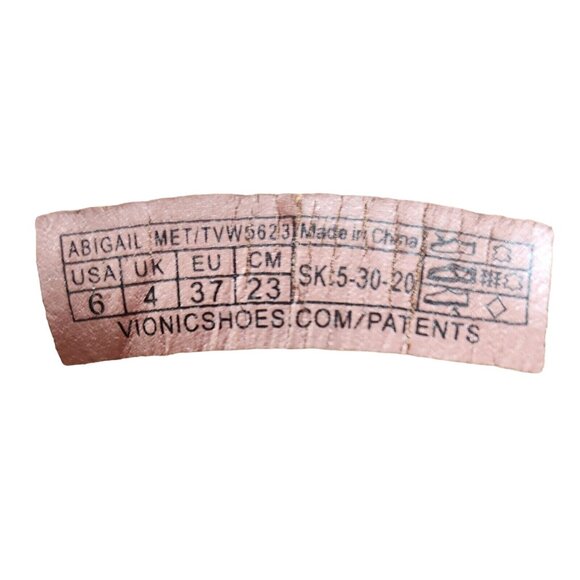 ABIGAIL MET/TVW5623 Made in China
USA UK EU CM
6 4 37 23 SK:5-30-20
VIONICSHOES.COM/PATENTS